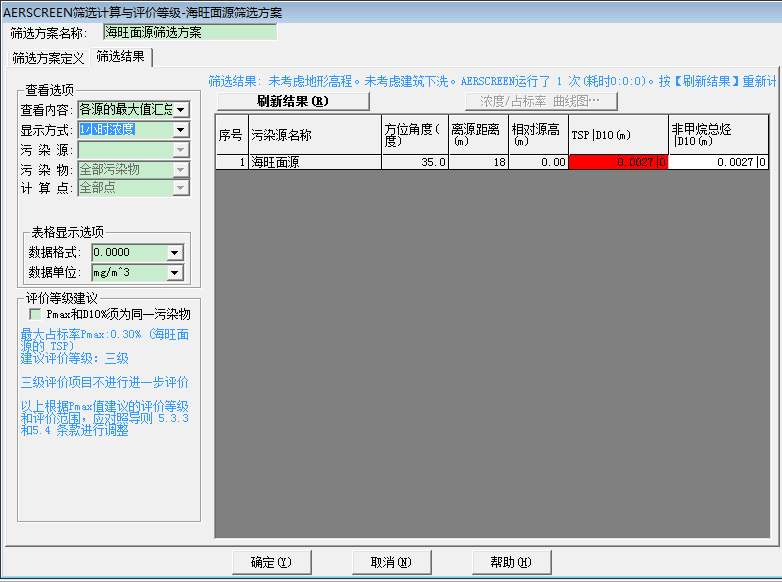 AERSCREEN筛选计算与评价等级-海旺面源筛选方案
筛选方案名称: 海旺面源筛选方案
筛选方案定义 筛选结果
筛选结果: 未考虑地形高程。未考虑建筑下洗。AERSCREEN运行了 1 次(耗时0:0:0)。按【刷新结果】重新计
查看选项
查看内容: 各源的最大值汇总
显示方式: 1小时浓度
污 染 源:
污 染 物: 全部污染物
计 算 点: 全部点
表格显示选项
数据格式: 0.0000
数据单位: mg/m^3
评价等级建议
Pmax和D10%须为同一污染物
最大占标率Pmax:0.30% (海旺面
源的 TSP)
建议评价等级: 三级
三级评价项目不进行进一步评价
以上根据Pmax值建议的评价等级
和评价范围, 应对照导则 5.3.3
和5.4 条款进行调整
刷新结果(R) 浓度/占标率 曲线图…
序号 污染源名称 方位角度(度) 离源距离(m) 相对源高(m) TSP|D10(m) 非甲烷总烃|D10(m)
1 海旺面源 35.0 18 0.00 0.0027|0 0.0027|0
确定(Y) 取消(N) 帮助(H)